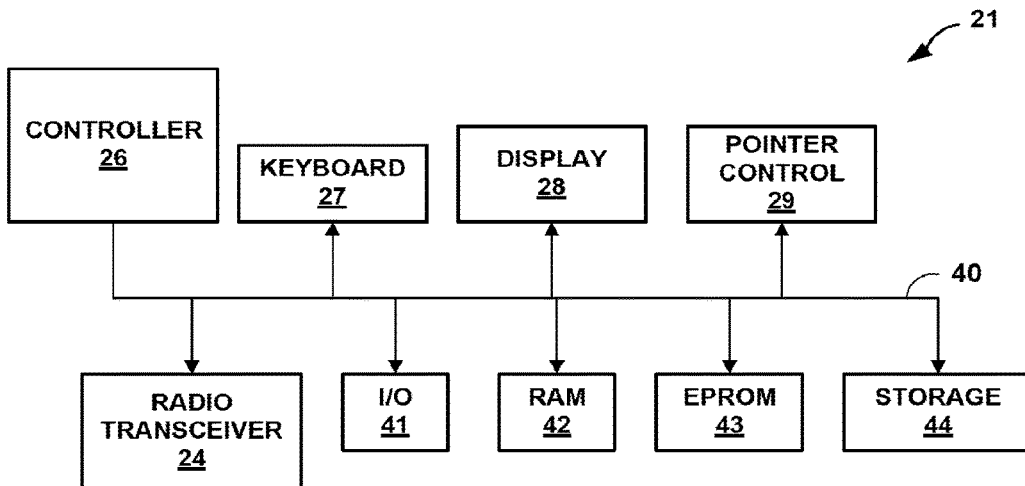 21
CONTROLLER
26
KEYBOARD
27
DISPLAY
28
POINTER
CONTROL
29
40
RADIO
TRANSCEIVER
24
I/O
41
RAM
42
EPROM
43
STORAGE
44